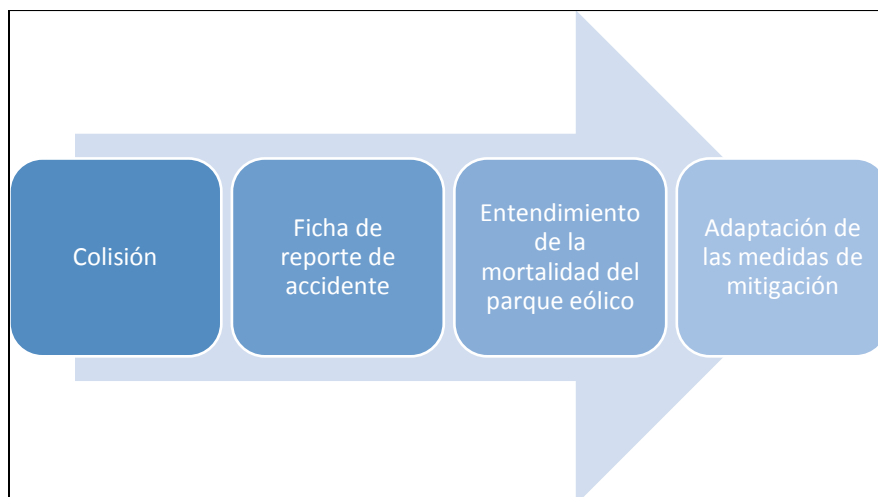 Colisión
Ficha de
reporte de
accidente
Entendimiento
de la
mortalidad del
parque eólico
Adaptación de
las medidas de
mitigación